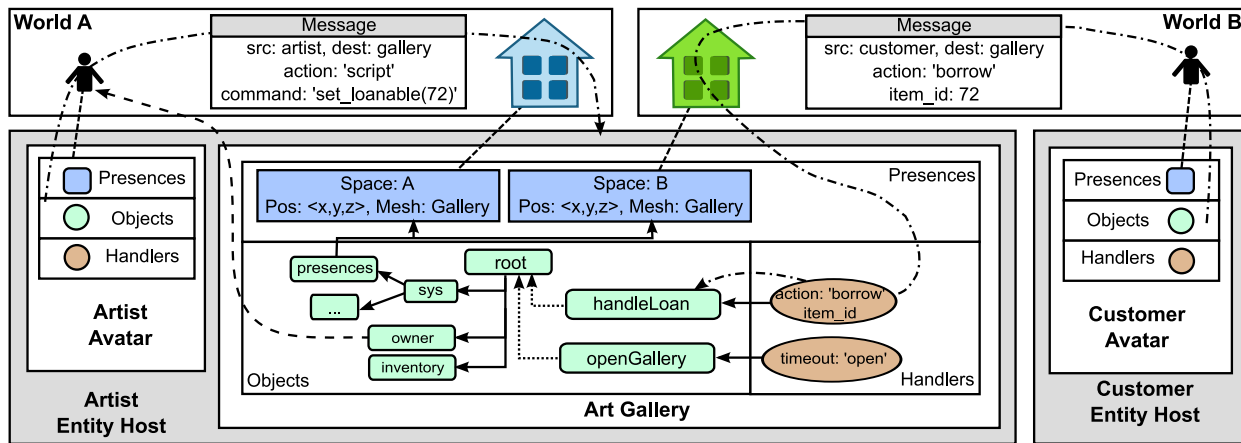 World A
Message
src: artist, dest: gallery
action: 'script'
command: 'set_loanable(72)'
Message
src: customer, dest: gallery
action: 'borrow'
item_id: 72
World B
Presences
Objects
Handlers
Artist
Avatar
Artist
Entity Host
Space: A
Pos: <x,y,z>, Mesh: Gallery
Space: B
Pos: <x,y,z>, Mesh: Gallery
Presences
presences
root
sys
...
owner
inventory
handleLoan
openGallery
Objects
action: 'borrow'
item_id
timeout: 'open'
Handlers
Art Gallery
Presences
Objects
Handlers
Customer
Avatar
Customer
Entity Host